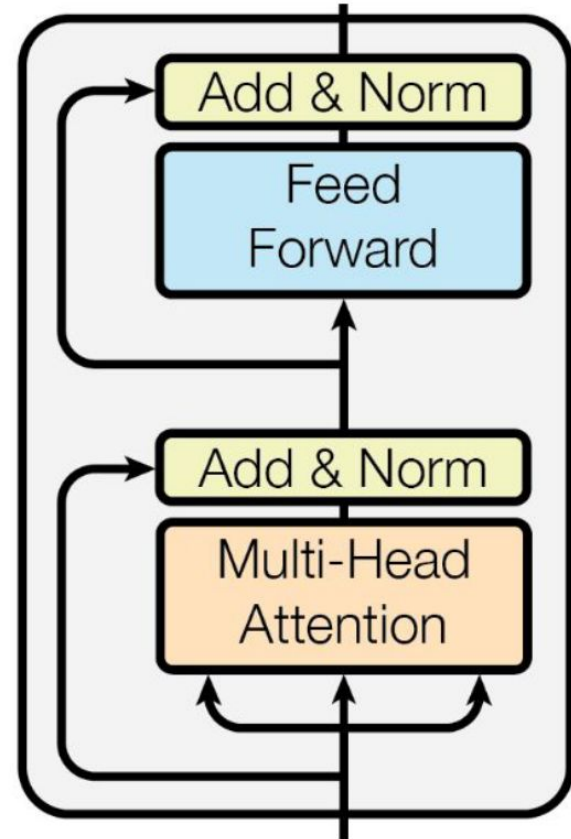 Add & Norm
Feed
Forward
Add & Norm
Multi-Head
Attention